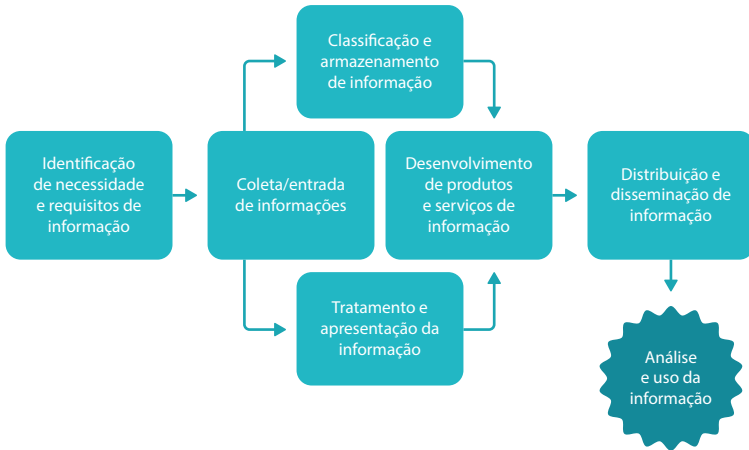 Classificação e
armazenamento
de informação
Identificação
de necessidade
e requisitos de
informação
Coleta/entrada
de informações
Desenvolvimento
de produtos
e serviços de
informação
Distribuição e
disseminação de
informação
Tratamento e
apresentação da
informação
Análise
e uso da
informação